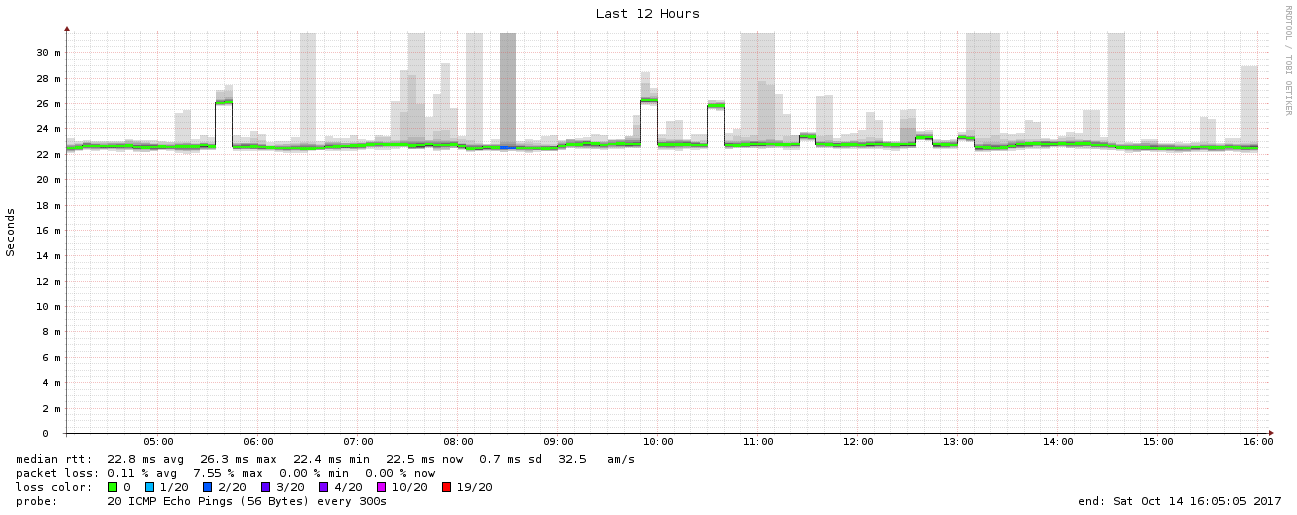 Last 12 Hours
RRDTOOL / TOBI OETIKER
Seconds
30 m
28 m
26 m
24 m
22 m
20 m
18 m
16 m
14 m
12 m
10 m
8 m
6 m
4 m
2 m
0
05:00 06:00 07:00 08:00 09:00 10:00 11:00 12:00 13:00 14:00 15:00 16:00
median rtt: 22.8 ms avg 26.3 ms max 22.4 ms min 22.5 ms now 0.7 ms sd 32.5 am/s
packet loss: 0.11 % avg 7.55 % max 0.00 % min 0.00 % now
loss color: 0 1/20 2/20 3/20 4/20 10/20 19/20
probe: 20 ICMP Echo Pings (56 Bytes) every 300s end: Sat Oct 14 16:05:05 2017